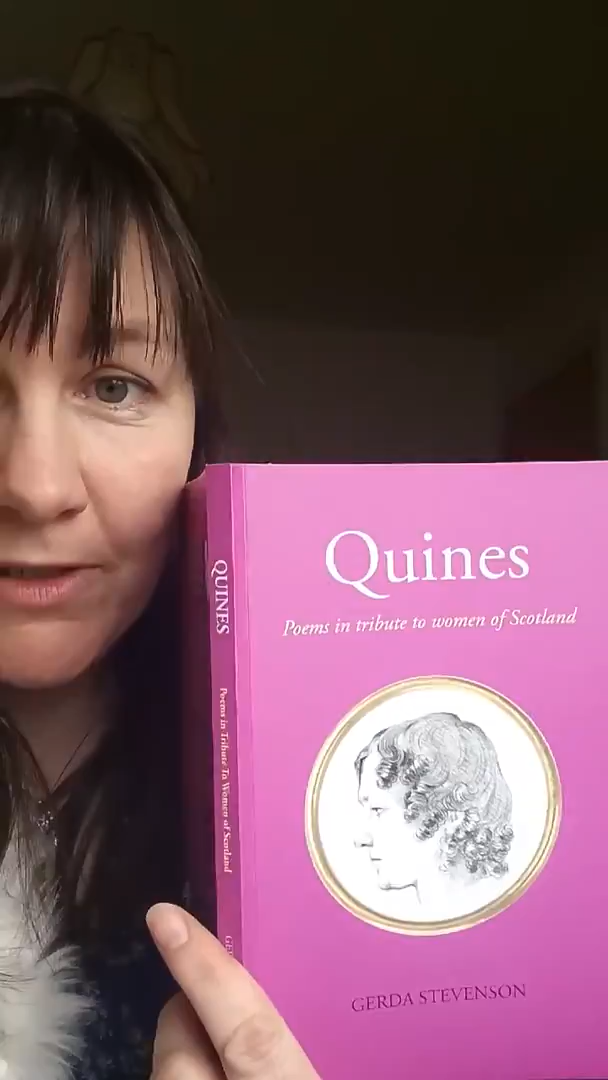 Quines
Poems in tribute to women of Scotland
GERDA STEVENSON
QUINES
Poems in Tribute To Women of Scotland